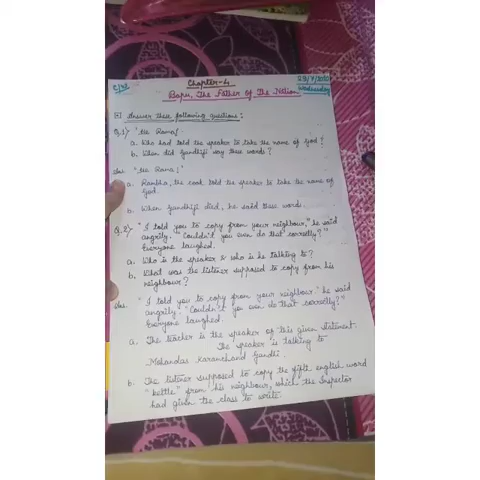 C/W
Chapter-4
Bapu, The Father Of The Nation
Wednesday
Answer these following questions:
Q.1) "He Rama!
a. Who had told the speaker to take the name of God?
b. When did Gandhiji say these words?
Ans "He Rama!"
a. Rambha, the cook told the speaker to take the name of
God.
b. When Gandhiji died, he said these words.
Q.2) "I told you to copy from your neighbour," he said
angrily. "Couldn't you even do that correctly?"
Everyone laughed.
a. Who is the speaker & who is he talking to?
b. What was the listener supposed to copy from his
neighbour?
Ans "I told you to copy from your neighbour." he said
angrily. "Couldn't you even do that correctly?"
Everyone laughed.
a. The teacher is the speaker of this given statement.
The speaker is talking to
Mohandas Karamchand Gandhi.
b. The listener supposed to copy the fifth english word
"kettle" from his neighbour, which the Inspector
had given the class to write.